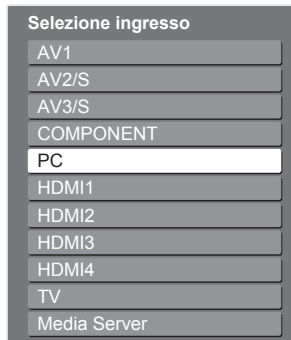 Selezione ingresso
AV1
AV2/S
AV3/S
COMPONENT
PC
HDMI1
HDMI2
HDMI3
HDMI4
TV
Media Server